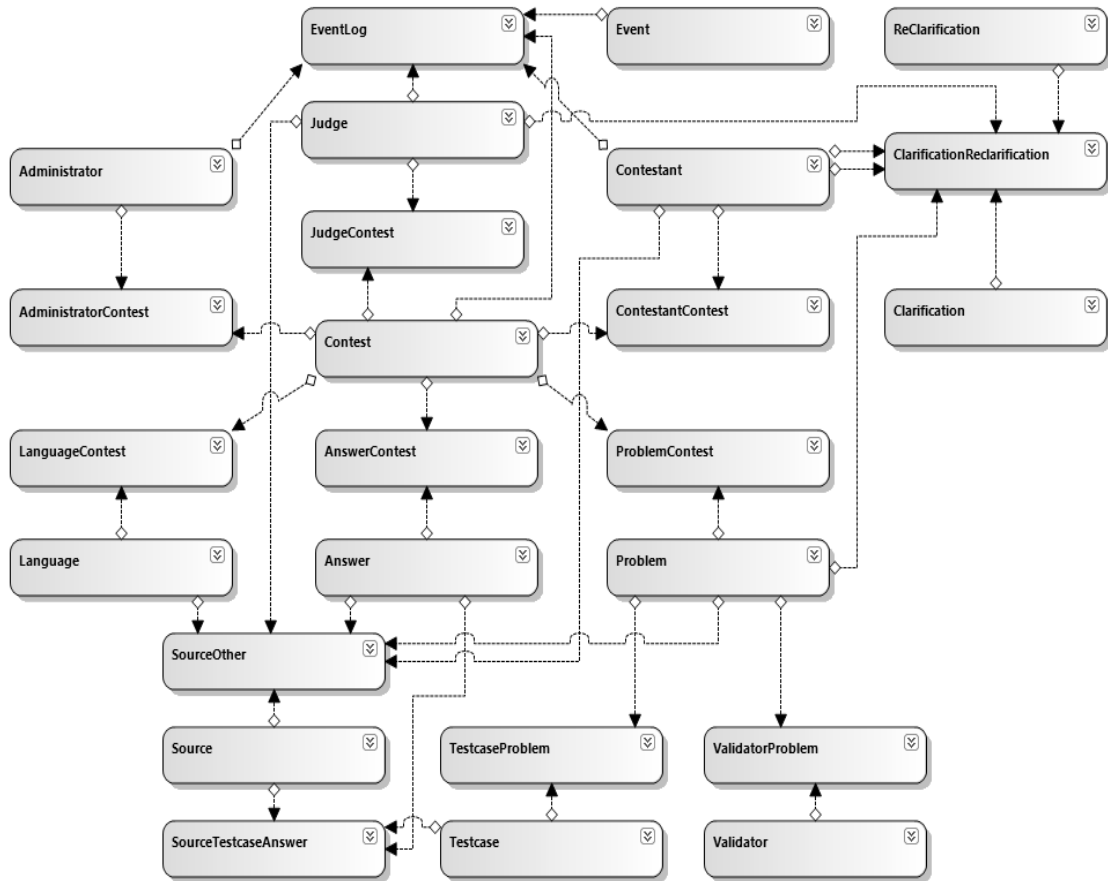 EventLog
Event
ReClarification
Judge
Administrator
Contestant
ClarificationReclarification
JudgeContest
AdministratorContest
ContestantContest
Clarification
Contest
LanguageContest
AnswerContest
ProblemContest
Language
Answer
Problem
SourceOther
Source
TestcaseProblem
ValidatorProblem
SourceTestcaseAnswer
Testcase
Validator